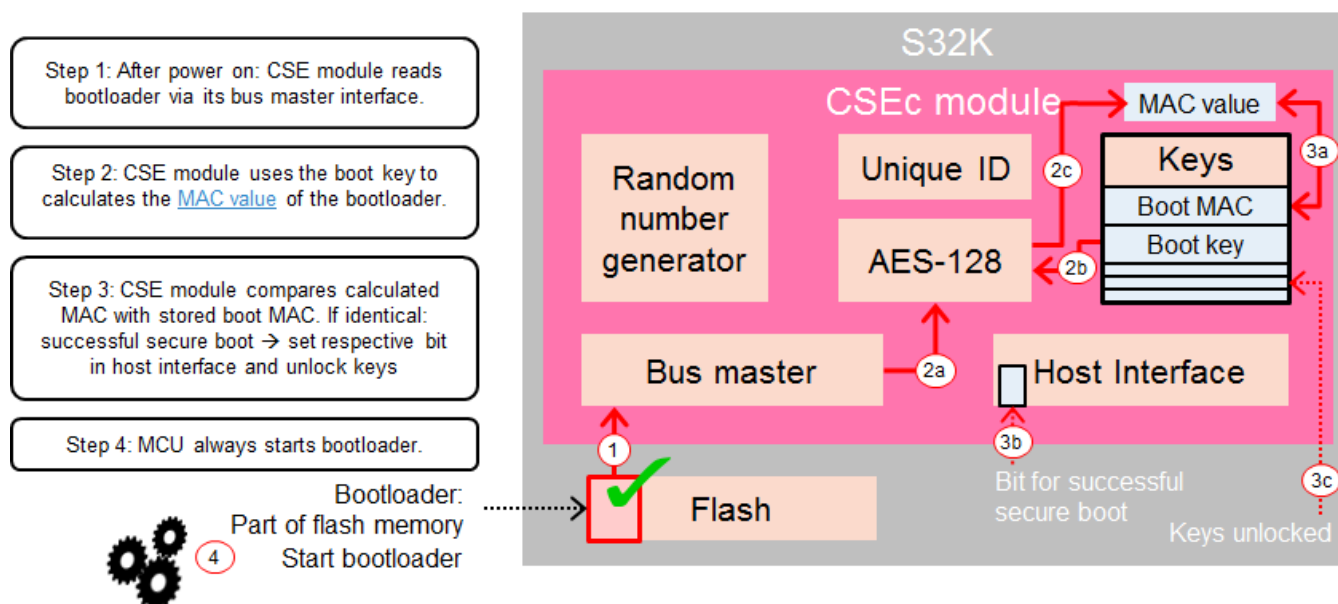 Step 1: After power on: CSE module reads
bootloader via its bus master interface.
Step 2: CSE module uses the boot key to
calculates the MAC value of the bootloader.
Step 3: CSE module compares calculated
MAC with stored boot MAC. If identical:
successful secure boot → set respective bit
in host interface and unlock keys
Step 4: MCU always starts bootloader.
Bootloader:
Part of flash memory
4
Start bootloader
S32K
CSEc module
MAC value
3a
Random
number
generator
Unique ID
2c
Keys
Boot MAC
Boot key
AES-128
2b
Bus master
2a
Host Interface
1
3b
Flash
Bit for successful
secure boot
3c
Keys unlocked